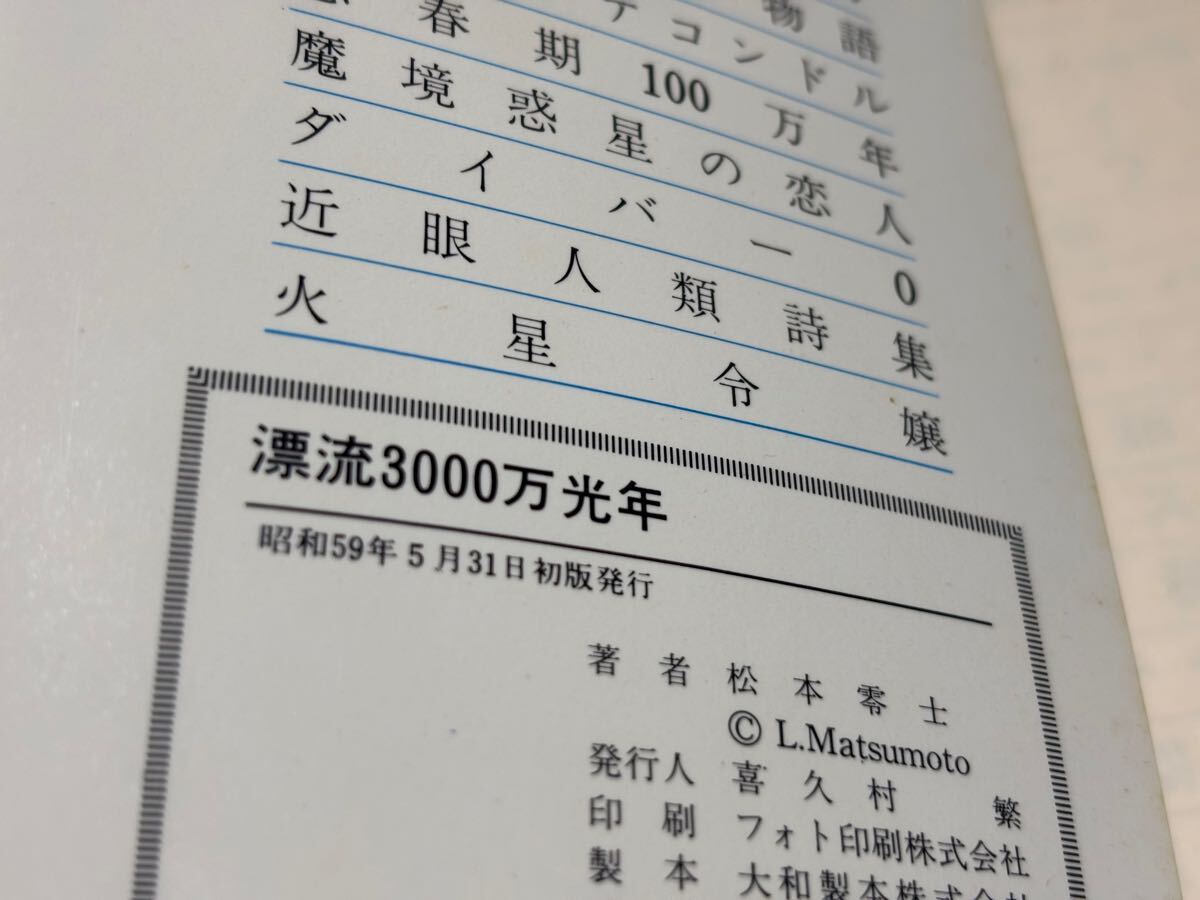 物語
テコンドル
春期100万年
魔境惑星の恋人
ダイバー0
近眼人類詩集
火星令嬢
漂流3000万光年
昭和59年5月31日初版発行
著者 松本零士
© L.Matsumoto
発行人 喜久村 繁
印刷 フォト印刷株式会社
製本 大和製本株式会社